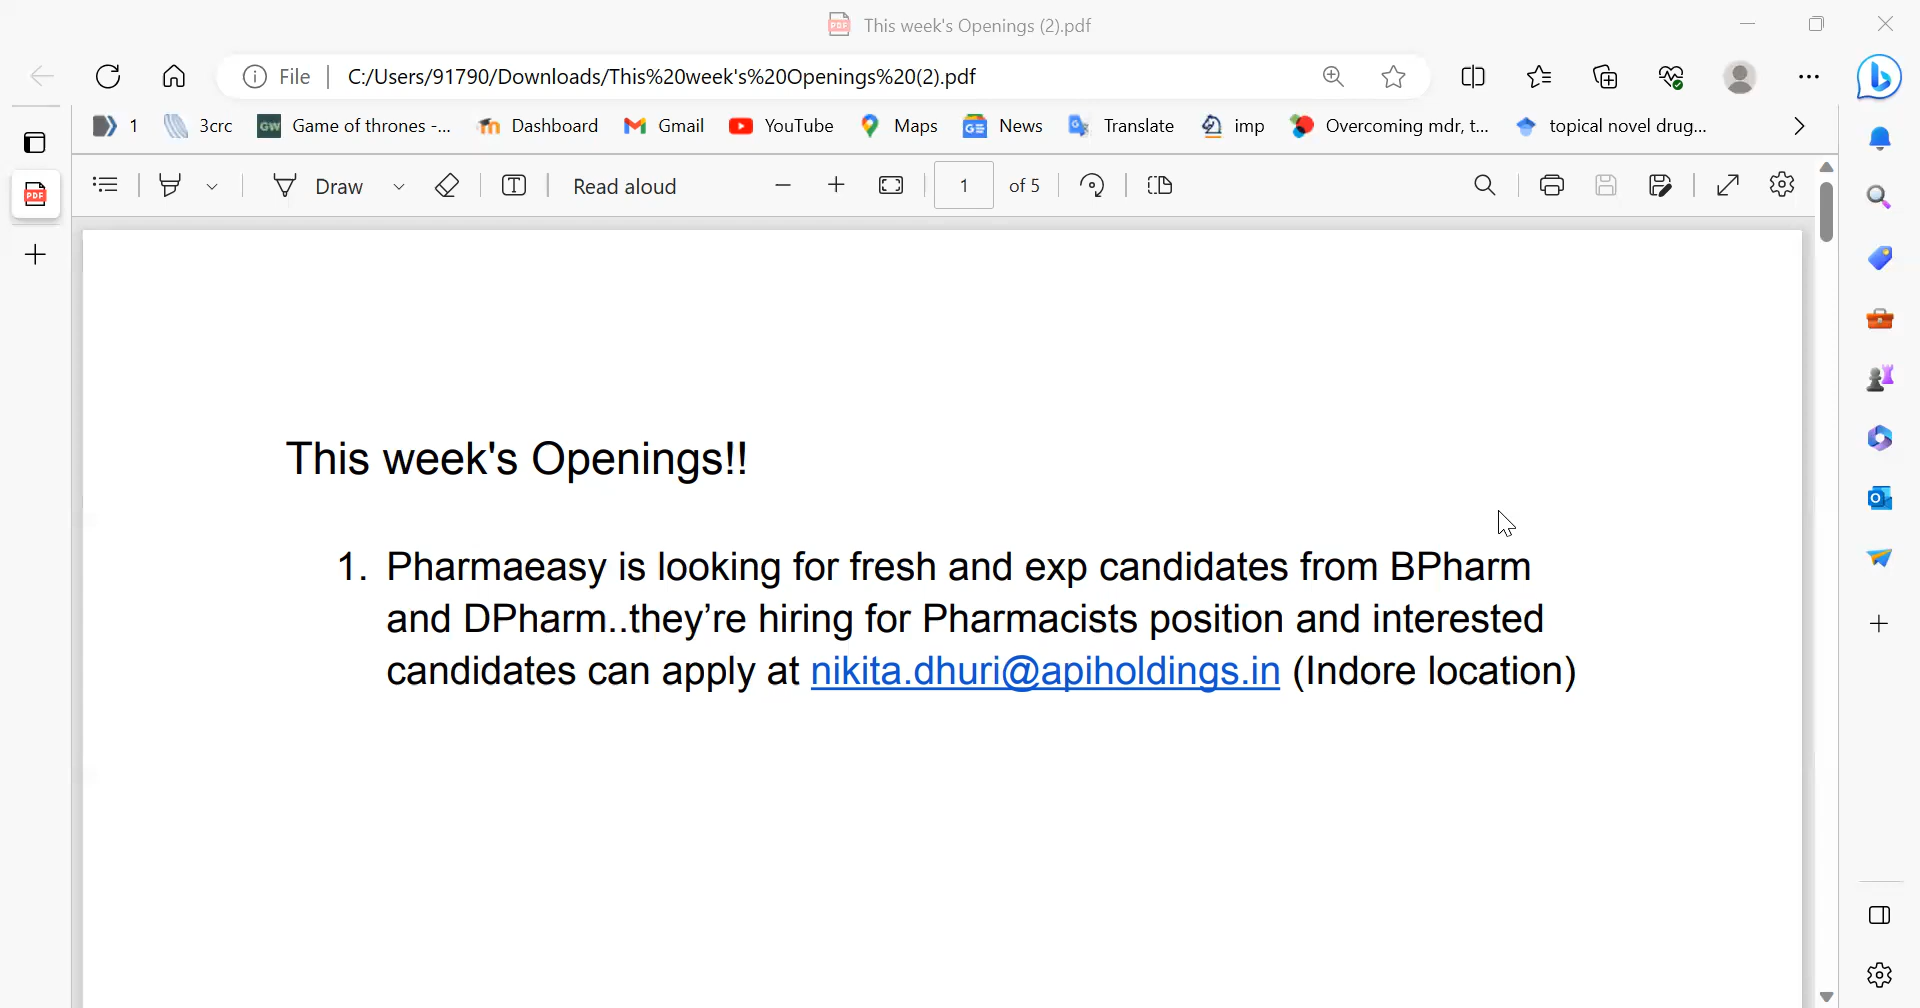 This week's Openings (2).pdf
File
C:/Users/91790/Downloads/This%20week's%20Openings%20(2).pdf
1 3crc GW Game of thrones -... Dashboard Gmail YouTube Maps News Translate imp Overcoming mdr, t... topical novel drug...
Draw Read aloud 1 of 5
This week's Openings!!
1. Pharmaeasy is looking for fresh and exp candidates from BPharm
and DPharm..they’re hiring for Pharmacists position and interested
candidates can apply at nikita.dhuri@apiholdings.in (Indore location)